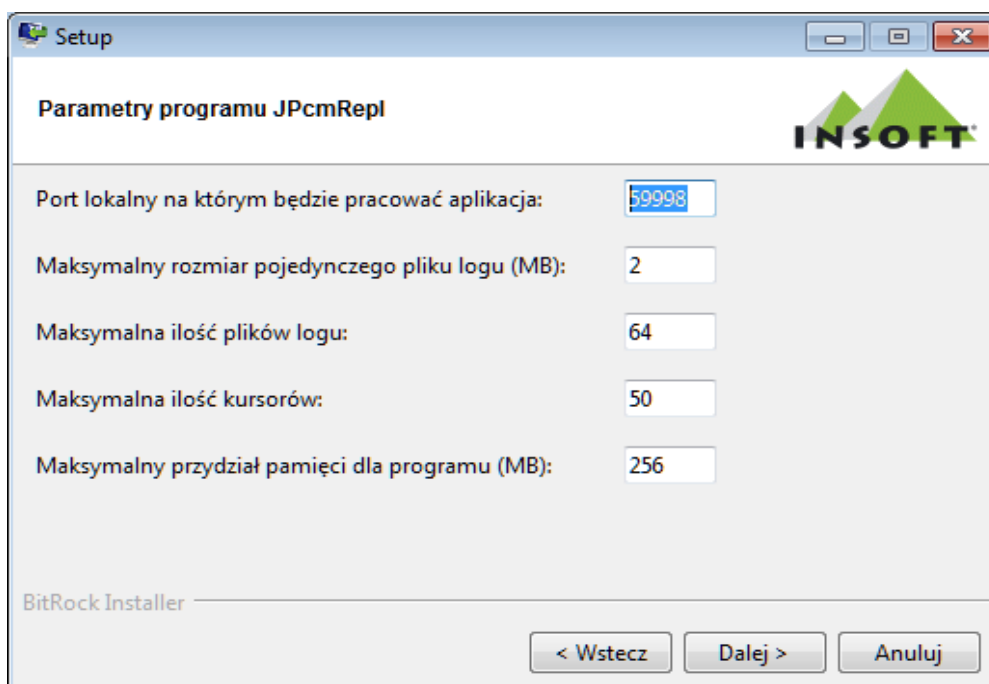 Setup
Parametry programu JPcmRepl
INSOFT
Port lokalny na którym będzie pracować aplikacja: 59998
Maksymalny rozmiar pojedynczego pliku logu (MB): 2
Maksymalna ilość plików logu: 64
Maksymalna ilość kursorów: 50
Maksymalny przydział pamięci dla programu (MB): 256
BitRock Installer
< Wstecz Dalej > Anuluj